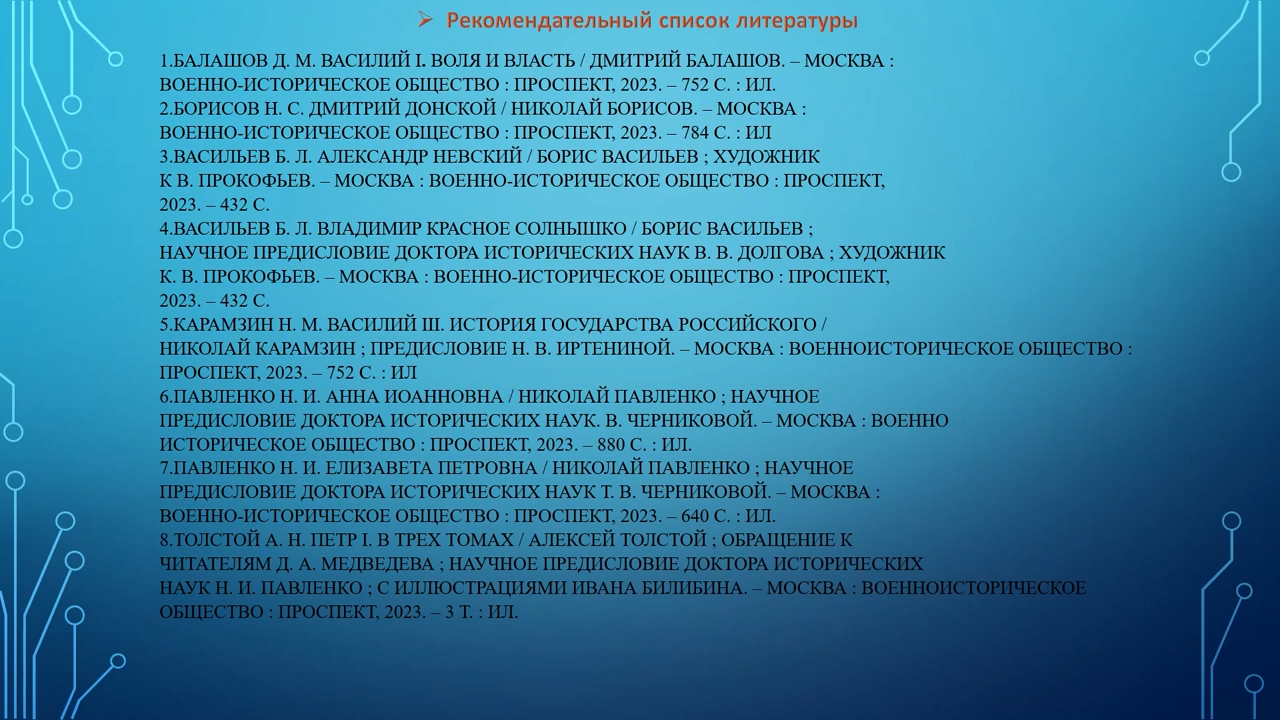 ➢ Рекомендательный список литературы
1.БАЛАШОВ Д. М. ВАСИЛИЙ I. ВОЛЯ И ВЛАСТЬ / ДМИТРИЙ БАЛАШОВ. – МОСКВА :
ВОЕННО-ИСТОРИЧЕСКОЕ ОБЩЕСТВО : ПРОСПЕКТ, 2023. – 752 С. : ИЛ.
2.БОРИСОВ Н. С. ДМИТРИЙ ДОНСКОЙ / НИКОЛАЙ БОРИСОВ. – МОСКВА :
ВОЕННО-ИСТОРИЧЕСКОЕ ОБЩЕСТВО : ПРОСПЕКТ, 2023. – 784 С. : ИЛ
3.ВАСИЛЬЕВ Б. Л. АЛЕКСАНДР НЕВСКИЙ / БОРИС ВАСИЛЬЕВ ; ХУДОЖНИК
К В. ПРОКОФЬЕВ. – МОСКВА : ВОЕННО-ИСТОРИЧЕСКОЕ ОБЩЕСТВО : ПРОСПЕКТ,
2023. – 432 С.
4.ВАСИЛЬЕВ Б. Л. ВЛАДИМИР КРАСНОЕ СОЛНЫШКО / БОРИС ВАСИЛЬЕВ ;
НАУЧНОЕ ПРЕДИСЛОВИЕ ДОКТОРА ИСТОРИЧЕСКИХ НАУК В. В. ДОЛГОВА ; ХУДОЖНИК
К. В. ПРОКОФЬЕВ. – МОСКВА : ВОЕННО-ИСТОРИЧЕСКОЕ ОБЩЕСТВО : ПРОСПЕКТ,
2023. – 432 С.
5.КАРАМЗИН Н. М. ВАСИЛИЙ III. ИСТОРИЯ ГОСУДАРСТВА РОССИЙСКОГО /
НИКОЛАЙ КАРАМЗИН ; ПРЕДИСЛОВИЕ Н. В. ИРТЕНИНОЙ. – МОСКВА : ВОЕННОИСТОРИЧЕСКОЕ ОБЩЕСТВО :
ПРОСПЕКТ, 2023. – 752 С. : ИЛ
6.ПАВЛЕНКО Н. И. АННА ИОАННОВНА / НИКОЛАЙ ПАВЛЕНКО ; НАУЧНОЕ
ПРЕДИСЛОВИЕ ДОКТОРА ИСТОРИЧЕСКИХ НАУК. В. ЧЕРНИКОВОЙ. – МОСКВА : ВОЕННО
ИСТОРИЧЕСКОЕ ОБЩЕСТВО : ПРОСПЕКТ, 2023. – 880 С. : ИЛ.
7.ПАВЛЕНКО Н. И. ЕЛИЗАВЕТА ПЕТРОВНА / НИКОЛАЙ ПАВЛЕНКО ; НАУЧНОЕ
ПРЕДИСЛОВИЕ ДОКТОРА ИСТОРИЧЕСКИХ НАУК Т. В. ЧЕРНИКОВОЙ. – МОСКВА :
ВОЕННО-ИСТОРИЧЕСКОЕ ОБЩЕСТВО : ПРОСПЕКТ, 2023. – 640 С. : ИЛ.
8.ТОЛСТОЙ А. Н. ПЕТР I. В ТРЕХ ТОМАХ / АЛЕКСЕЙ ТОЛСТОЙ ; ОБРАЩЕНИЕ К
ЧИТАТЕЛЯМ Д. А. МЕДВЕДЕВА ; НАУЧНОЕ ПРЕДИСЛОВИЕ ДОКТОРА ИСТОРИЧЕСКИХ
НАУК Н. И. ПАВЛЕНКО ; С ИЛЛЮСТРАЦИЯМИ ИВАНА БИЛИБИНА. – МОСКВА : ВОЕННОИСТОРИЧЕСКОЕ
ОБЩЕСТВО : ПРОСПЕКТ, 2023. – 3 Т. : ИЛ.